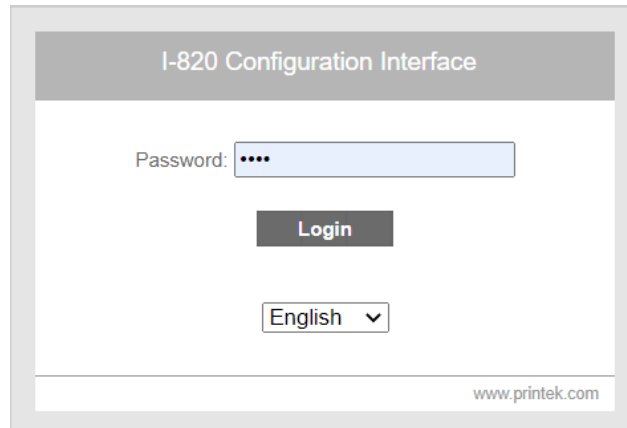 I-820 Configuration Interface
Password: ••••
Login
English
www.printek.com